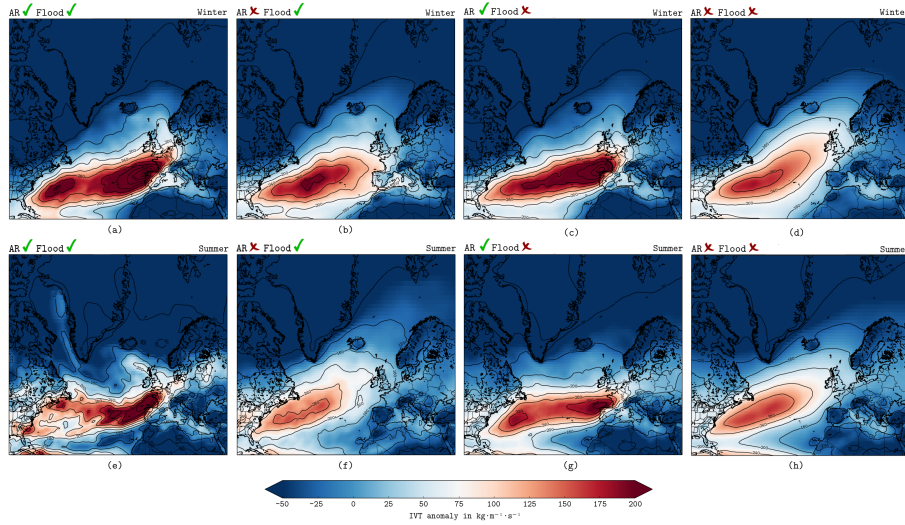 AR ✓ Flood ✓ Winter
AR ✗ Flood ✓ Winter
AR ✓ Flood ✗ Winter
AR ✗ Flood ✗ Winte
(a)
(b)
(c)
(d)
AR ✓ Flood ✓ Summer
AR ✗ Flood ✓ Summer
AR ✓ Flood ✗ Summer
AR ✗ Flood ✗ Summe
(e)
(f)
(g)
(h)
−50 −25 0 25 50 75 100 125 150 175 200
IVT anomaly in kg·m⁻¹·s⁻¹